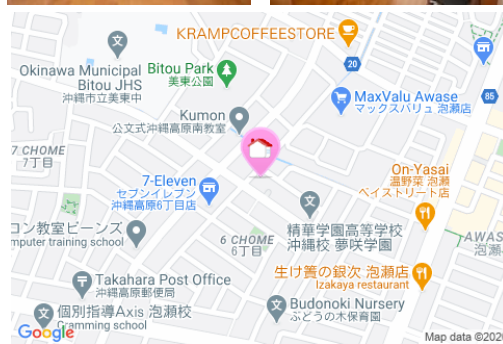 KRAMPCOFFEESTORE
Okinawa Municipal
Bitou JHS
沖縄市立美東中
Bitou Park
美東公園
20
85
MaxValu Awase
マックスバリュ 泡瀬店
Kumon
公文式沖縄高原南教室
7 CHOME
7丁目
On-Yasai
温野菜 泡瀬
ベイストリート店
7-Eleven
セブンイレブン
沖縄高原6丁目店
コン教室ビーンズ
mputer training school
6 CHOME
6丁目
精華学園高等学校
沖縄校 夢咲学園
AWAS
泡瀬
生け簀の銀次 泡瀬店
Izakaya restaurant
Takahara Post Office
沖縄高原郵便局
個別指導Axis 泡瀬校
Cramming school
Budonoki Nursery
ぶどうの木保育園
Google
Map data ©202